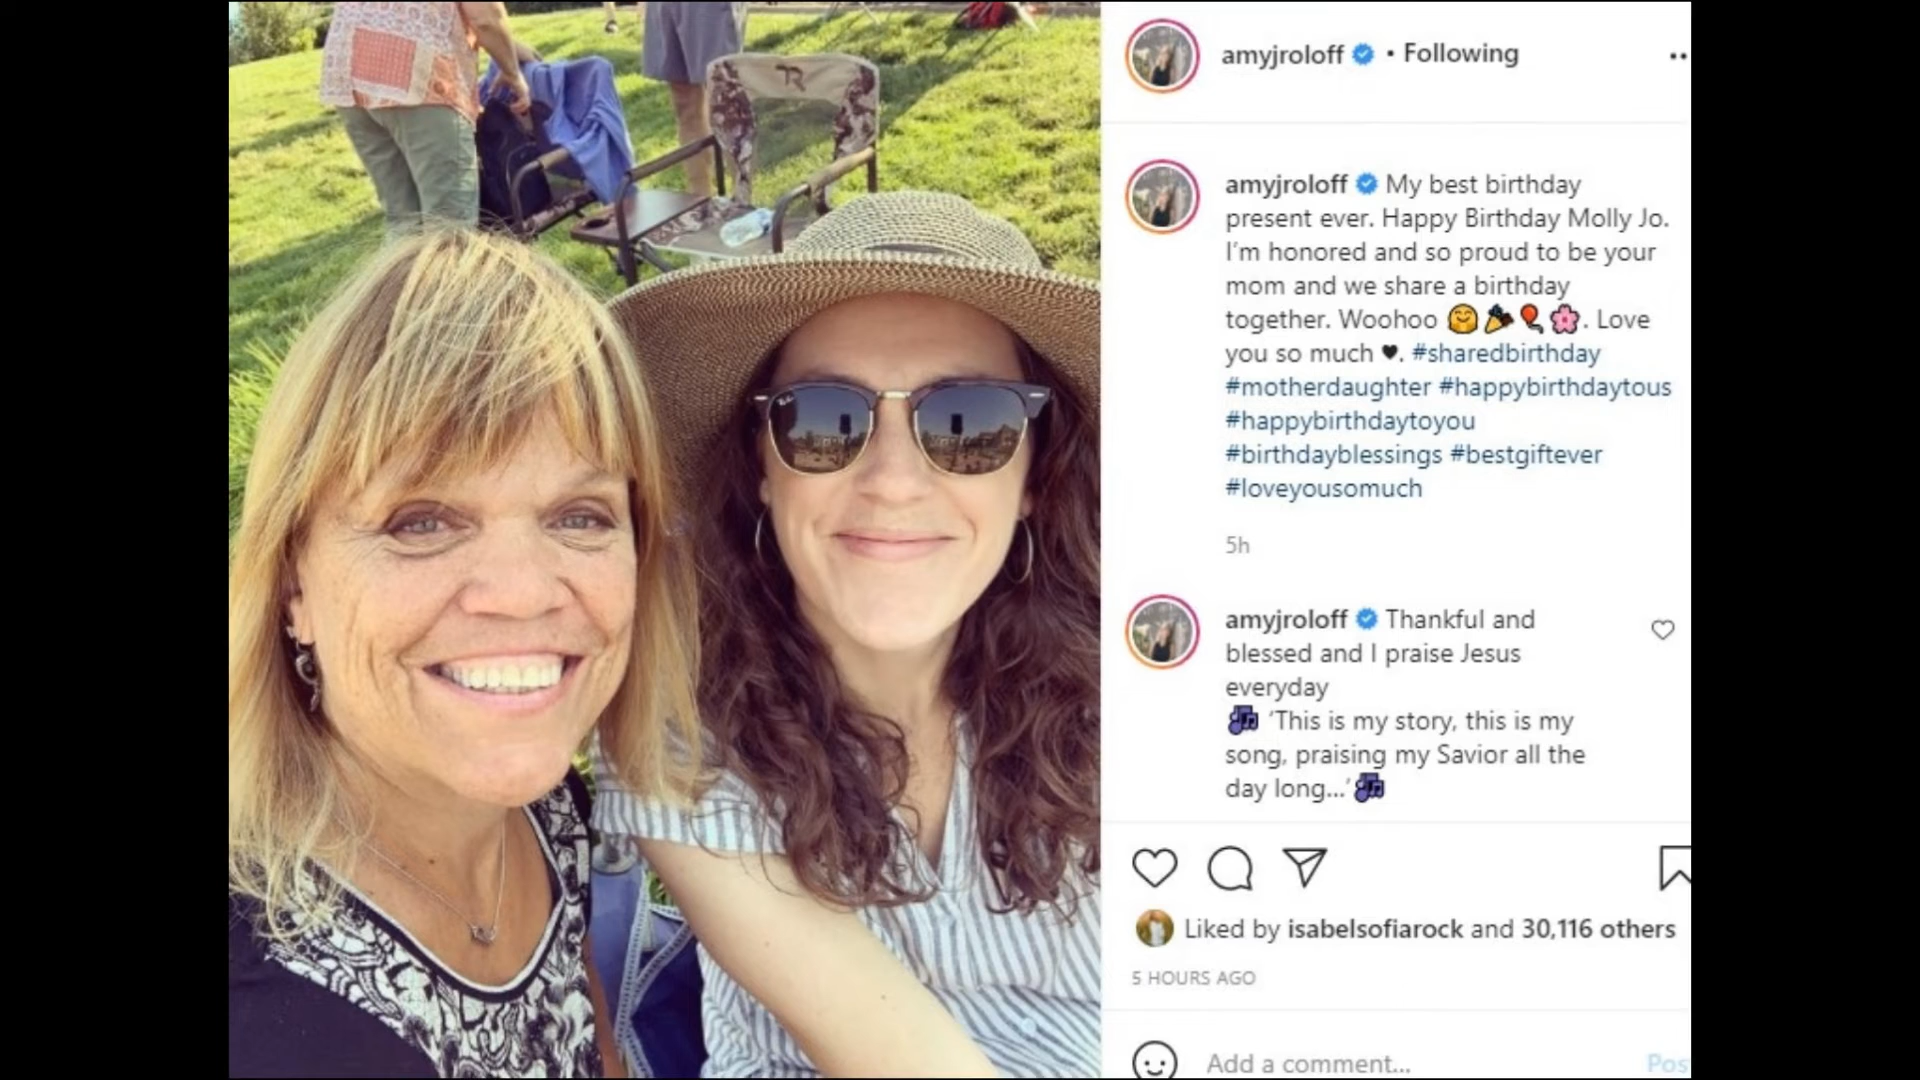 amyjroloff • Following
amyjroloff My best birthday
present ever. Happy Birthday Molly Jo.
I'm honored and so proud to be your
mom and we share a birthday
together. Woohoo 🤗🎉🎈🌸. Love
you so much ♥. #sharedbirthday
#motherdaughter #happybirthdaytous
#happybirthdaytoyou
#birthdayblessings #bestgiftever
#loveyousomuch
5h
amyjroloff Thankful and
blessed and I praise Jesus
everyday
🎶 'This is my story, this is my
song, praising my Savior all the
day long...'🎶
Liked by isabelsofiarock and 30,116 others
5 HOURS AGO
Add a comment...
Pos